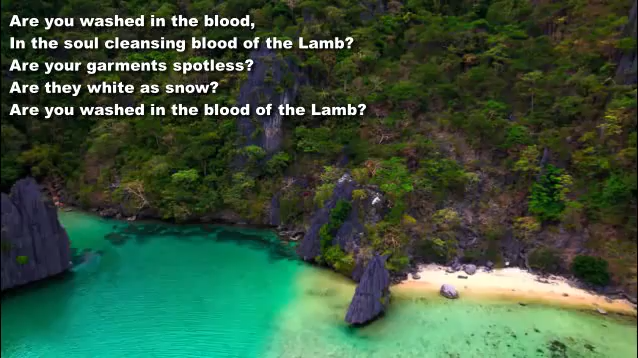 Are you washed in the blood,
In the soul cleansing blood of the Lamb?
Are your garments spotless?
Are they white as snow?
Are you washed in the blood of the Lamb?